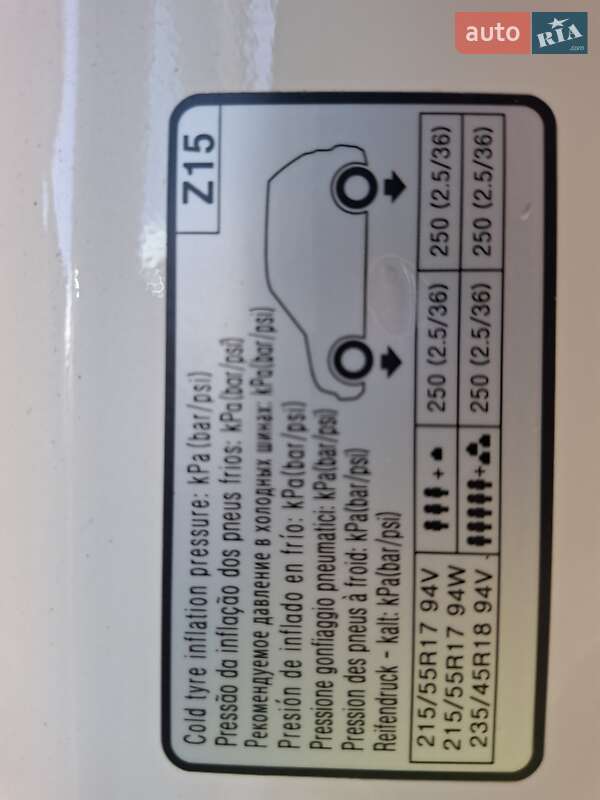 auto RIA .com
Z15
Cold tyre inflation pressure: kPa(bar/psi)
Pressão da inflação dos pneus frios: kPa(bar/psi)
Рекомендуемое давление в холодных шинах: kPa(bar/psi)
Presión de inflado en frío: kPa(bar/psi)
Pressione gonfiaggio pneumatici: kPa(bar/psi)
Pression des pneus à froid: kPa(bar/psi)
Reifendruck - kalt: kPa(bar/psi)
215/55R17 94V + 250 (2.5/36) 250 (2.5/36)
215/55R17 94W
235/45R18 94V + 250 (2.5/36) 250 (2.5/36)